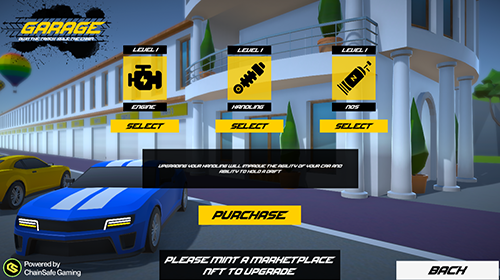 GARAGE
LEVEL 1
LEVEL 1
LEVEL 1
ENGINE
HANDLING
NOS
SELECT
SELECT
SELECT
UPGRADING YOUR HANDLING WILL IMPROVE THE ABILITY OF YOUR CAR AND
ABILITY TO HOLD A DRIFT
PURCHASE
Powered by
ChainSafe Gaming
PLEASE MINT A MARKETPLACE
NFT TO UPGRADE
BACK